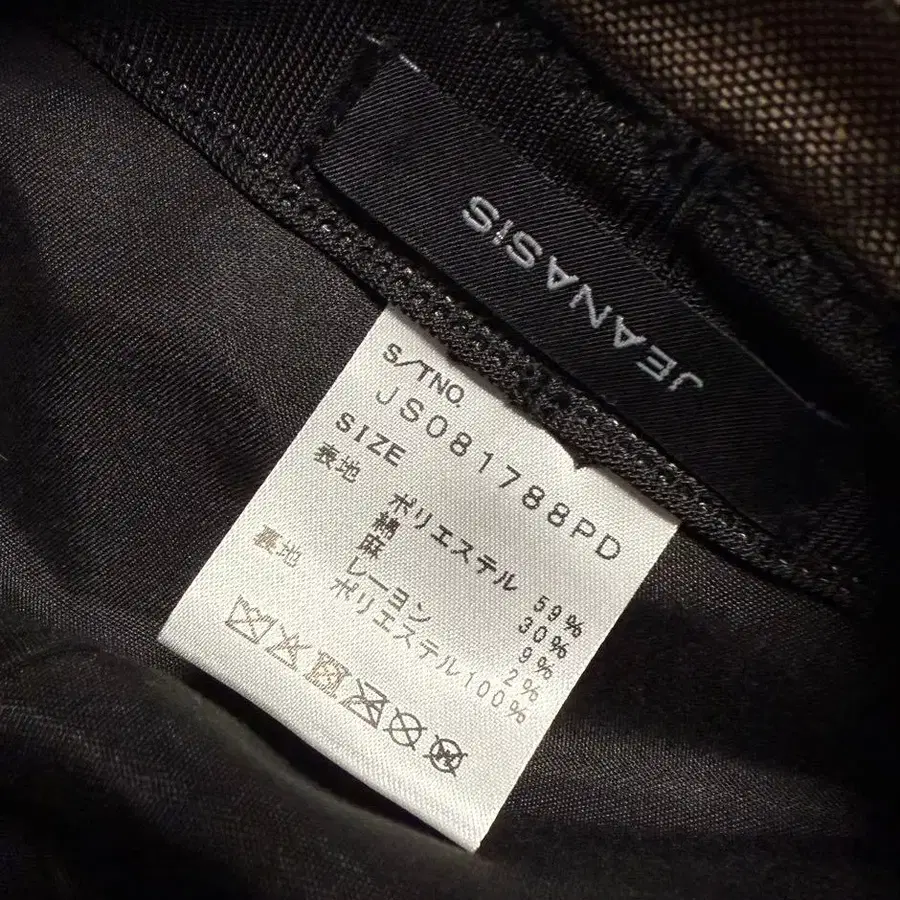 JEANASIS
S/TNO.
JS081788PD
SIZE
表地 ポリエステル 59%
綿 30%
麻 9%
レーヨン 2%
裏地 ポリエステル100%